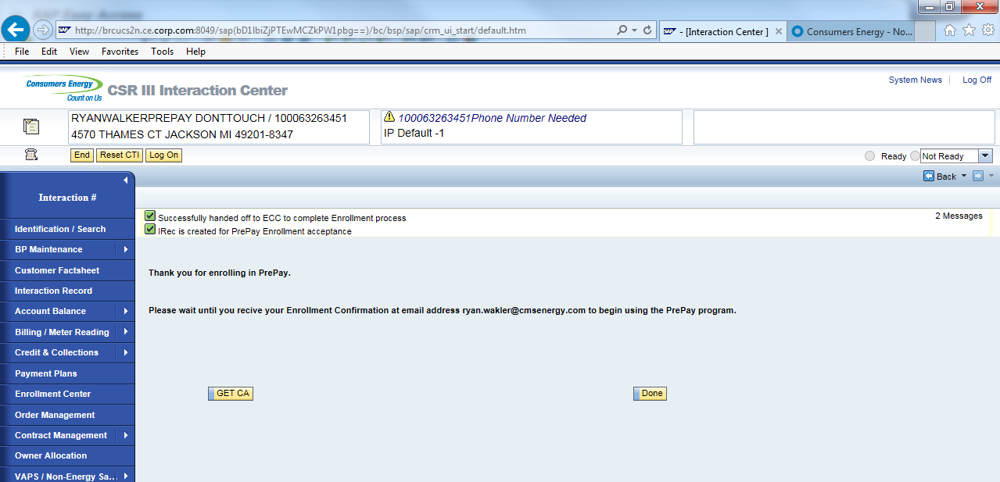 SAP Easy Access
http://brcucs2n.ce.corp.com:8049/sap(bD1lbiZjPTEwMCZkPW1pbg==)/bc/bsp/sap/crm_ui_start/default.htm
- [Interaction Center ]
Consumers Energy - No...
File Edit View Favorites Tools Help
Consumers Energy
Count on Us
CSR III Interaction Center
System News Log Off
RYANWALKERPREPAY DONTTOUCH / 100063263451
4570 THAMES CT JACKSON MI 49201-8347
100063263451Phone Number Needed
IP Default -1
End Reset CTI Log On
Ready Not Ready
Back
Interaction #
Successfully handed off to ECC to complete Enrollment process
2 Messages
IRec is created for PrePay Enrollment acceptance
Identification / Search
BP Maintenance
Customer Factsheet
Interaction Record
Account Balance
Billing / Meter Reading
Credit & Collections
Payment Plans
Enrollment Center
Order Management
Contract Management
Owner Allocation
VAPS / Non-Energy Sa...
Thank you for enrolling in PrePay.
Please wait until you recive your Enrollment Confirmation at email address ryan.wakler@cmsenergy.com to begin using the PrePay program.
GET CA Done